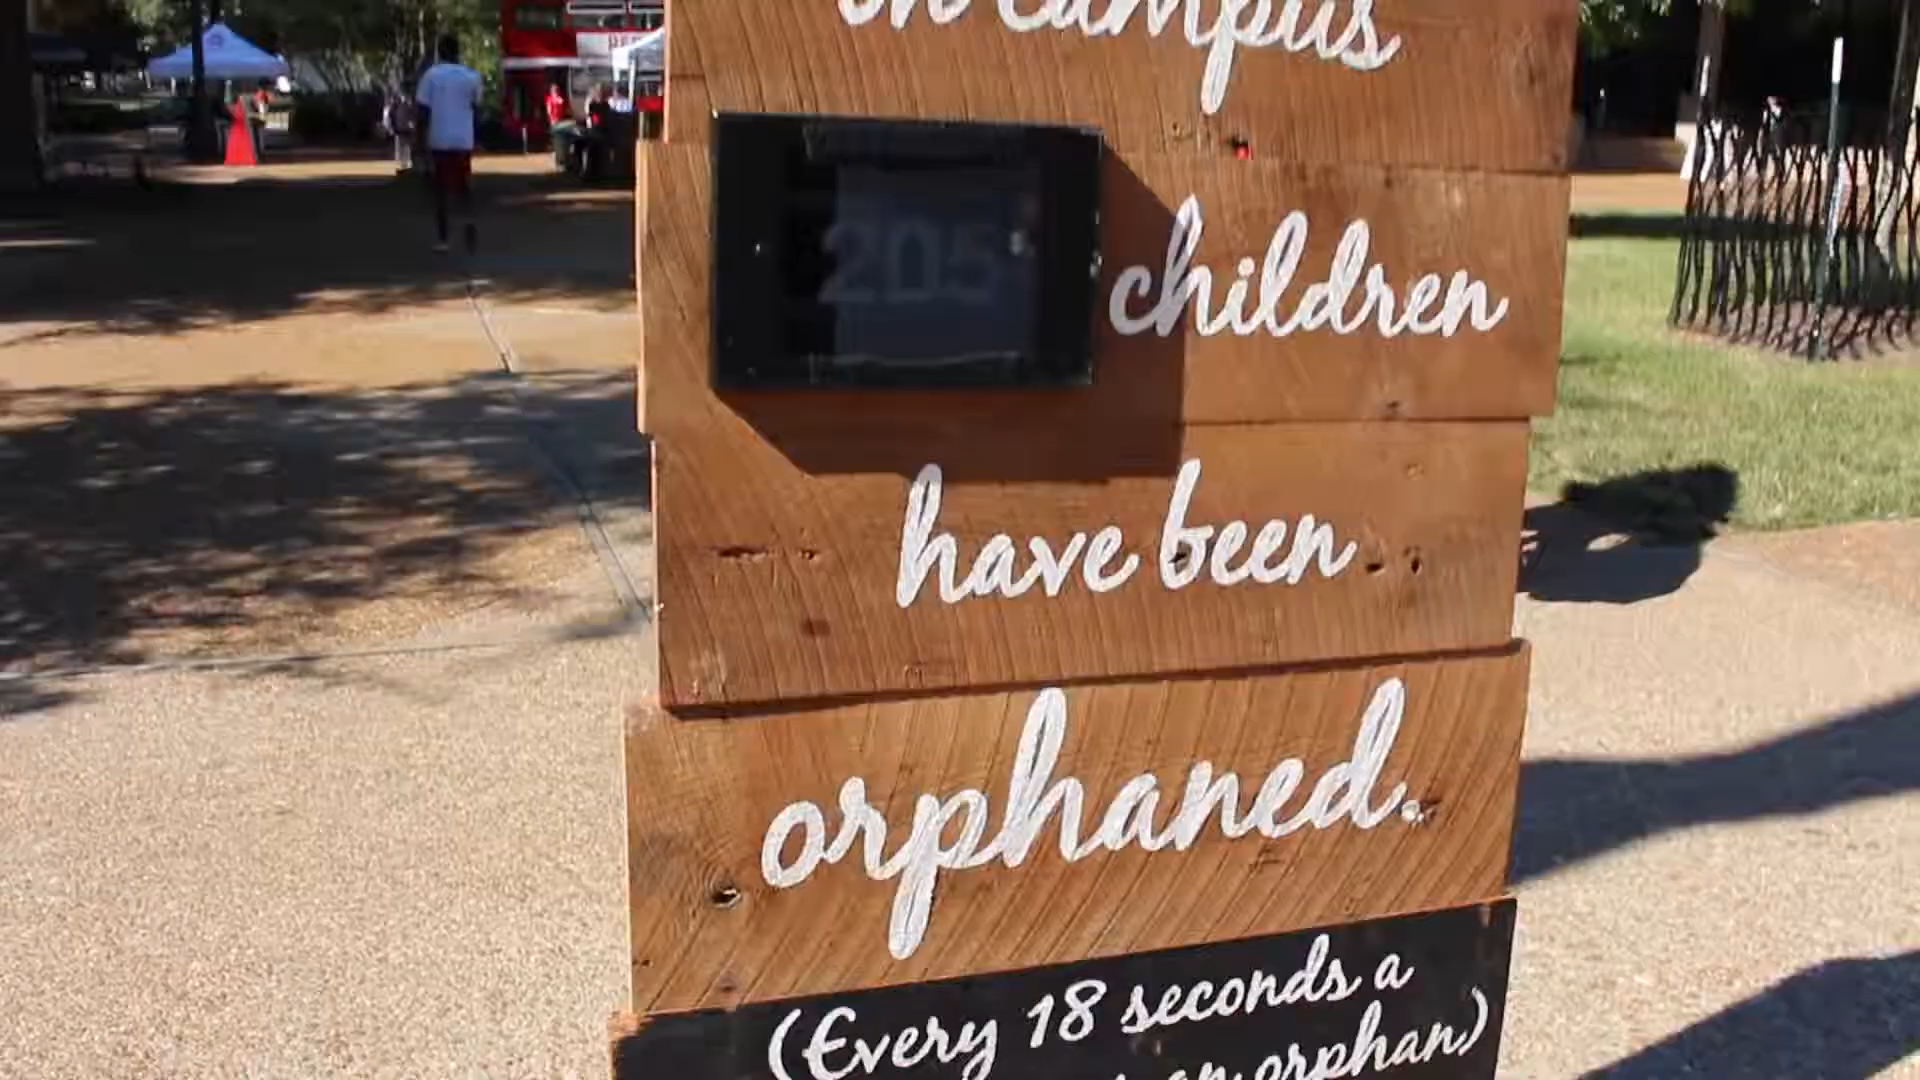 on campus
205 children
have been
orphaned.
(Every 18 seconds a
an orphan)